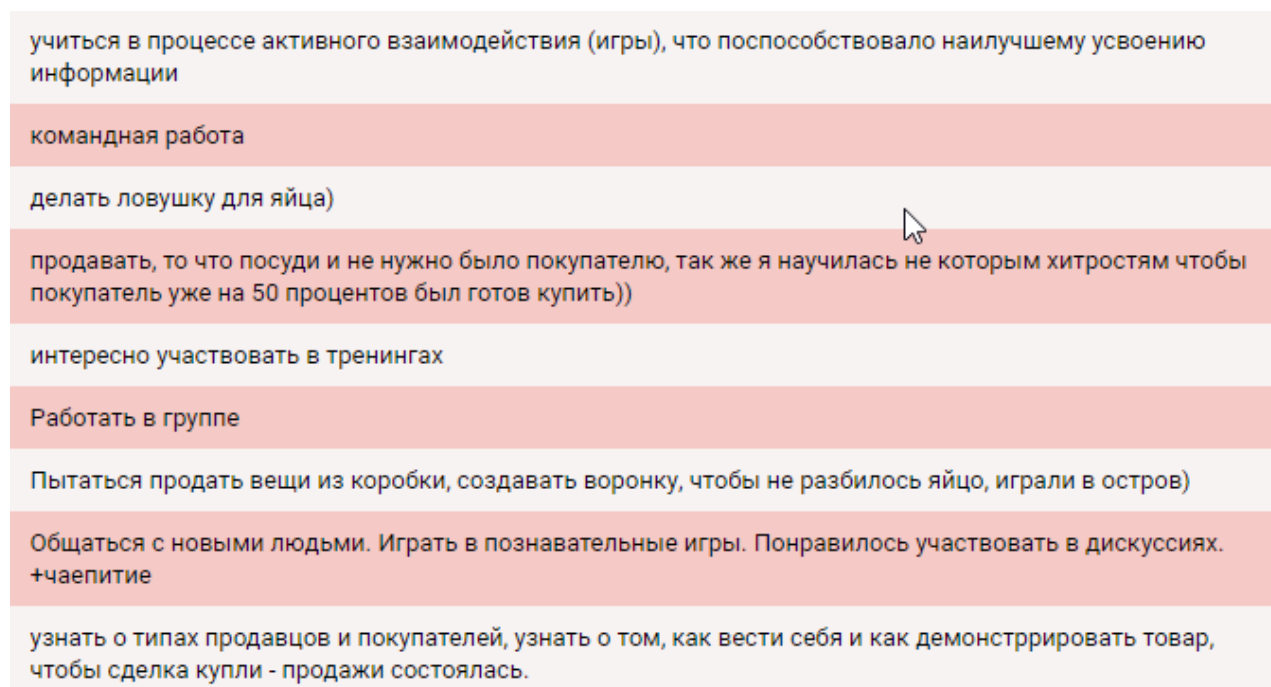 учиться в процессе активного взаимодействия (игры), что поспособствовало наилучшему усвоению
информации
командная работа
делать ловушку для яйца)
продавать, то что посуди и не нужно было покупателю, так же я научилась не которым хитростям чтобы
покупатель уже на 50 процентов был готов купить))
интересно участвовать в тренингах
Работать в группе
Пытаться продать вещи из коробки, создавать воронку, чтобы не разбилось яйцо, играли в остров)
Общаться с новыми людьми. Играть в познавательные игры. Понравилось участвовать в дискуссиях.
+чаепитие
узнать о типах продавцов и покупателей, узнать о том, как вести себя и как демонстррировать товар,
чтобы сделка купли - продажи состоялась.